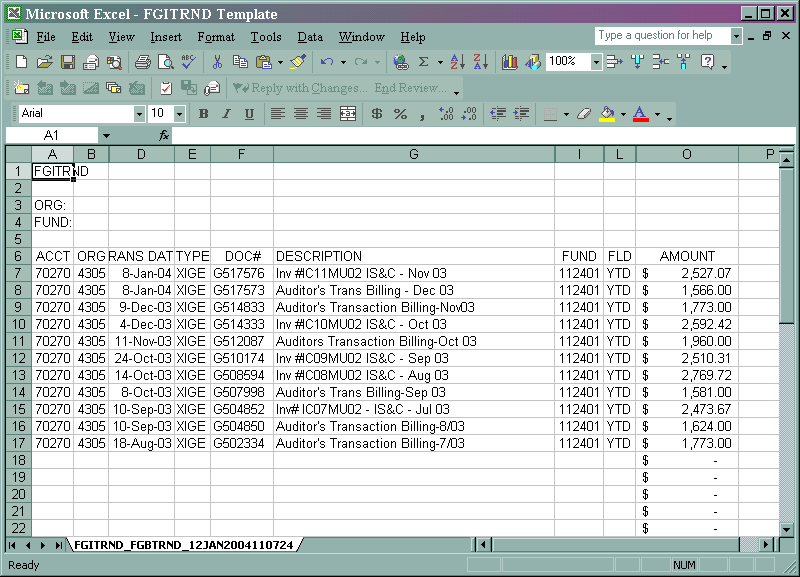 Microsoft Excel - FGITRND Template
File Edit View Insert Format Tools Data Window Help Type a question for help
100%
Reply with Changes... End Review...
Arial 10 B I U $ % ,
A1 fx
A B D E F G I L O P
1 FGITRND
2
3 ORG:
4 FUND:
5
6 ACCT ORG RANS DAT TYPE DOC# DESCRIPTION FUND FLD AMOUNT
7 70270 4305 8-Jan-04 XIGE G517576 Inv #IC11MU02 IS&C - Nov 03 112401 YTD $ 2,527.07
8 70270 4305 8-Jan-04 XIGE G517573 Auditor's Trans Billing - Dec 03 112401 YTD $ 1,566.00
9 70270 4305 9-Dec-03 XIGE G514833 Auditor's Transaction Billing-Nov03 112401 YTD $ 1,773.00
10 70270 4305 4-Dec-03 XIGE G514333 Inv #IC10MU02 IS&C - Oct 03 112401 YTD $ 2,592.42
11 70270 4305 11-Nov-03 XIGE G512087 Auditors Transaction Billing-Oct 03 112401 YTD $ 1,960.00
12 70270 4305 24-Oct-03 XIGE G510174 Inv #IC09MU02 IS&C - Sep 03 112401 YTD $ 2,510.31
13 70270 4305 14-Oct-03 XIGE G508594 Inv #IC08MU02 IS&C - Aug 03 112401 YTD $ 2,769.72
14 70270 4305 8-Oct-03 XIGE G507998 Auditor's Trans Billing-Sep 03 112401 YTD $ 1,581.00
15 70270 4305 10-Sep-03 XIGE G504852 Inv# IC07MU02 - IS&C - Jul 03 112401 YTD $ 2,473.67
16 70270 4305 10-Sep-03 XIGE G504850 Auditor's Transaction Billing-8/03 112401 YTD $ 1,624.00
17 70270 4305 18-Aug-03 XIGE G502334 Auditor's Transaction Billing-7/03 112401 YTD $ 1,773.00
18 $ -
19 $ -
20 $ -
21 $ -
22 $ -
FGITRND_FGBTRND_12JAN2004110724
Ready NUM